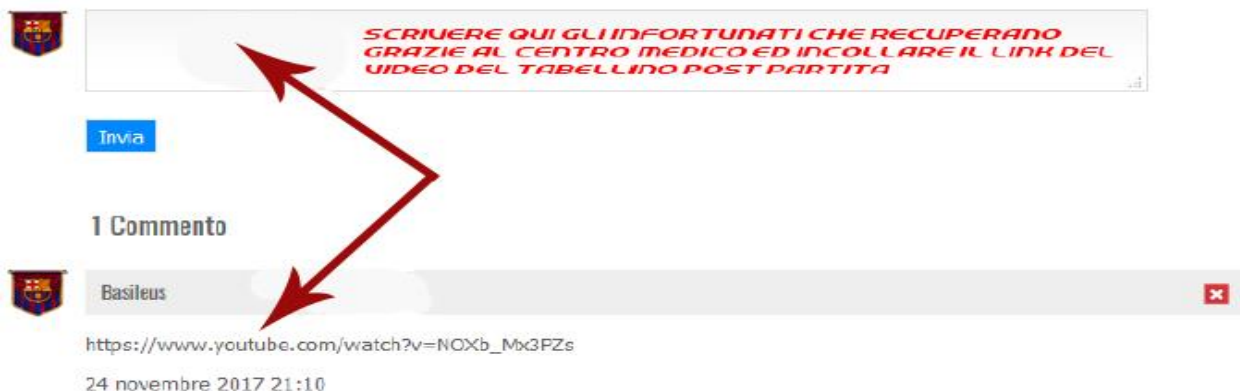 SCRIVERE QUI GLI INFORTUNATI CHE RECUPERANO
GRAZIE AL CENTRO MEDICO ED INCOLLARE IL LINK DEL
VIDEO DEL TABELLINO POST PARTITA
Invia
1 Commento
Basileus
https://www.youtube.com/watch?v=NOXb_Mx3PZs
24 novembre 2017 21:10